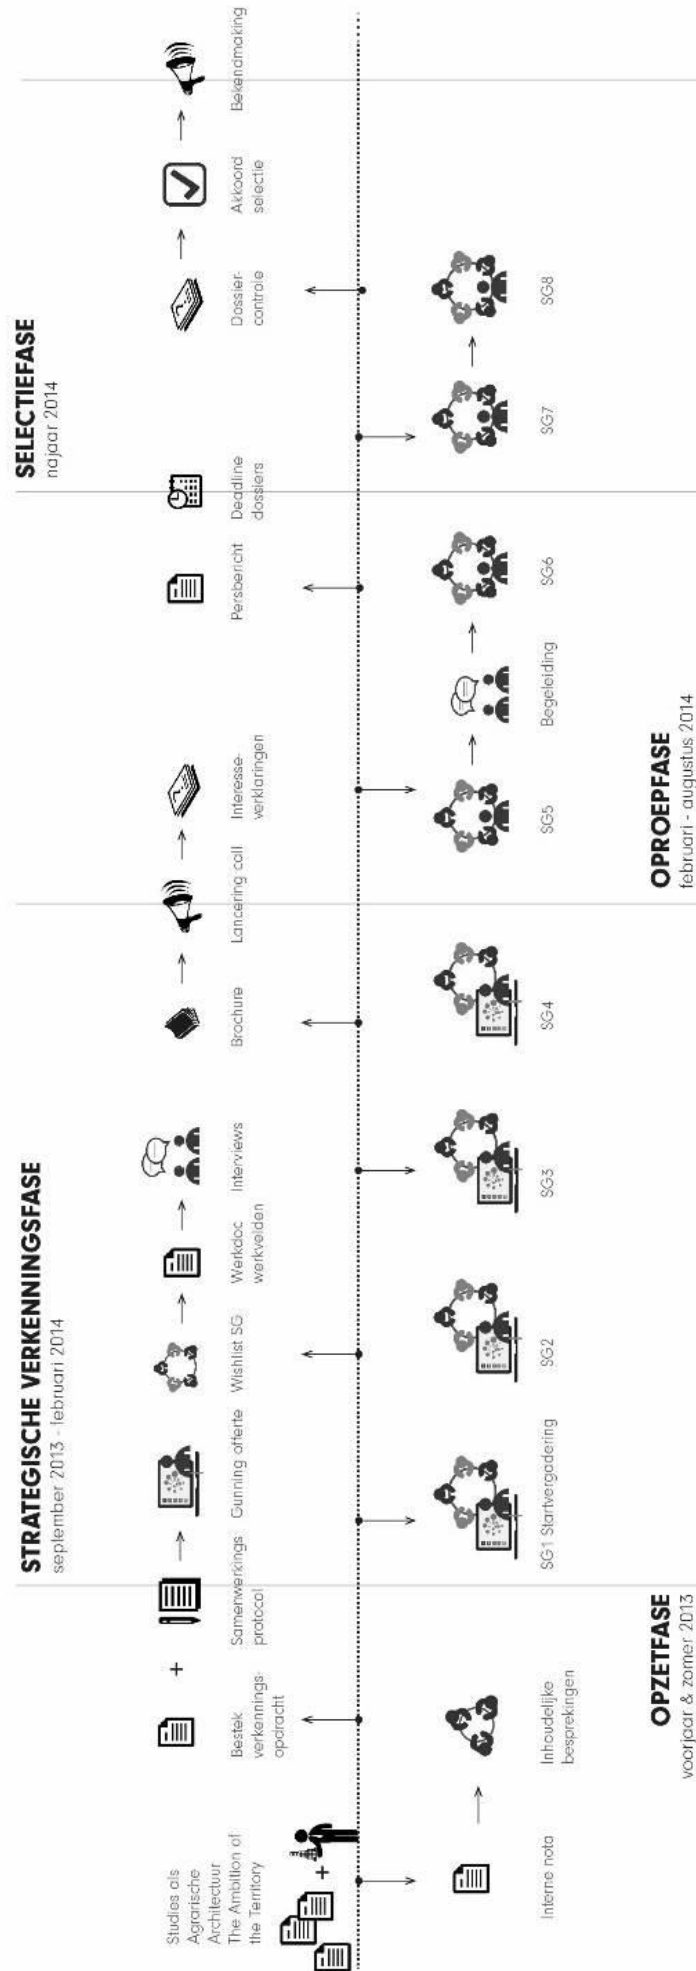 Studies als
Agrarische
Architectuur
The Ambition of
the Territory
Interne nota
Inhoudelijke
besprekingen
OPZETFASE
voorjaar & zomer 2013
Bestek
verkennings-
opdracht
+
Samenwerkings
protocol
STRATEGISCHE VERKENNINGSFASE
september 2013 - februari 2014
Gunning offerte
Wishlist SG
Werkdoc
werkvelden
Interviews
Brochure
Lancering call
SG1 Startvergadering
SG2
SG3
SG4
Interesse-
verklaringen
Persbericht
Deadline
dossiers
SG5
Begeleiding
SG6
OPROEPFASE
februari - augustus 2014
SELECTIEFASE
najaar 2014
Dossier-
controle
Akkoord
selectie
Bekendmaking
SG7
SG8